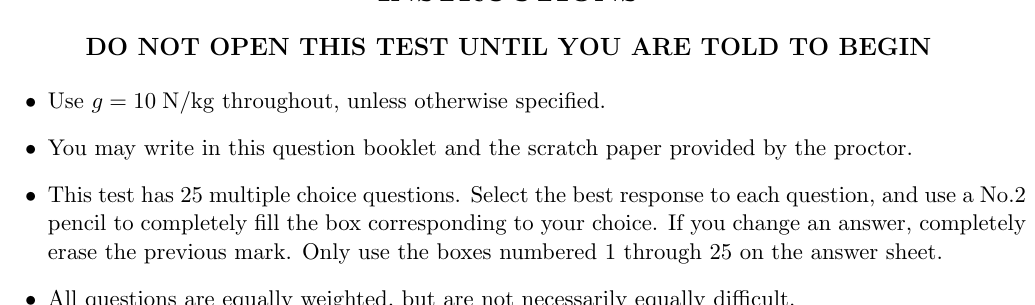 INSTRUCTIONS
DO NOT OPEN THIS TEST UNTIL YOU ARE TOLD TO BEGIN
• Use g = 10 N/kg throughout, unless otherwise specified.
• You may write in this question booklet and the scratch paper provided by the proctor.
• This test has 25 multiple choice questions. Select the best response to each question, and use a No.2
pencil to completely fill the box corresponding to your choice. If you change an answer, completely
erase the previous mark. Only use the boxes numbered 1 through 25 on the answer sheet.
• All questions are equally weighted, but are not necessarily equally difficult.